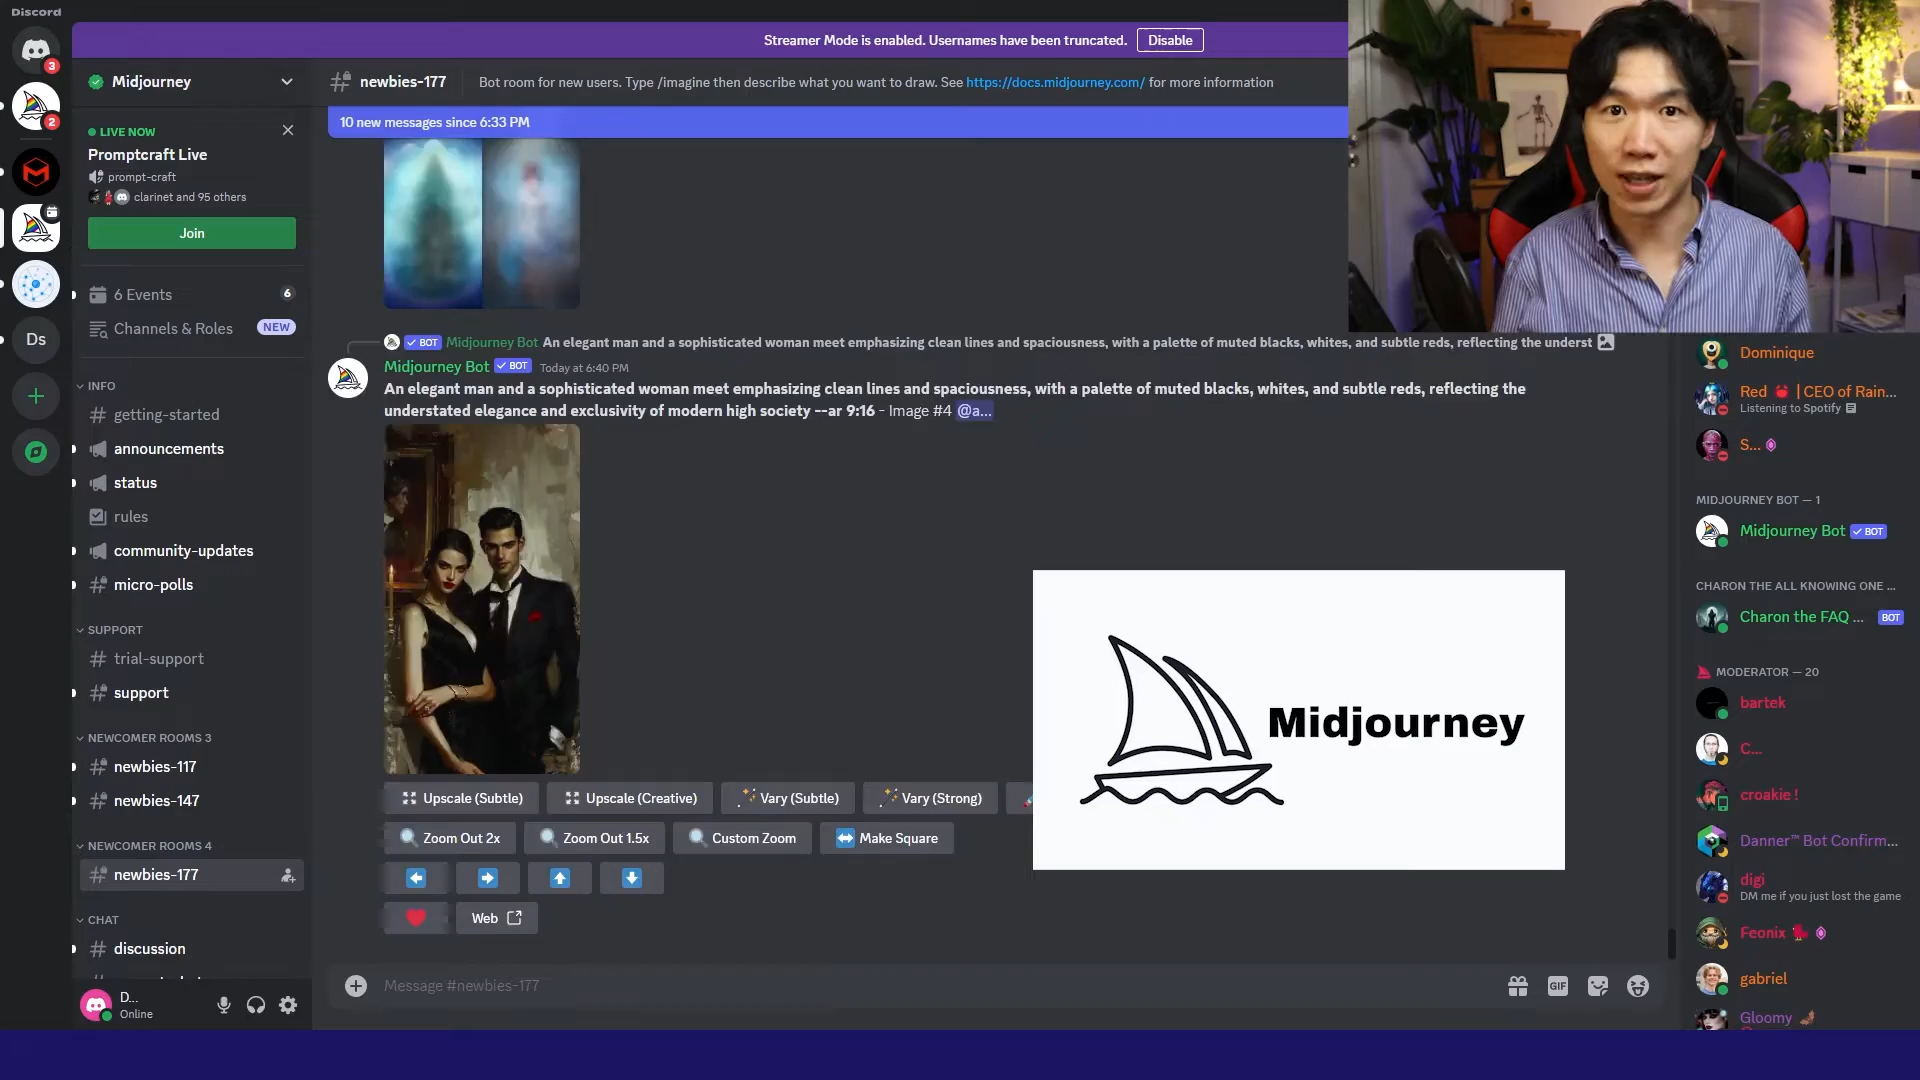 Discord
Streamer Mode is enabled. Usernames have been truncated. Disable
3
2
Ds
Midjourney
LIVE NOW
Promptcraft Live
prompt-craft
clarinet and 95 others
Join
6 Events 6
Channels & Roles NEW
INFO
getting-started
announcements
status
rules
community-updates
micro-polls
SUPPORT
trial-support
support
NEWCOMER ROOMS 3
newbies-117
newbies-147
NEWCOMER ROOMS 4
newbies-177
CHAT
discussion
D...
Online
newbies-177 Bot room for new users. Type /imagine then describe what you want to draw. See https://docs.midjourney.com/ for more information
10 new messages since 6:33 PM
BOT Midjourney Bot An elegant man and a sophisticated woman meet emphasizing clean lines and spaciousness, with a palette of muted blacks, whites, and subtle reds, reflecting the underst
Midjourney Bot BOT Today at 6:40 PM
An elegant man and a sophisticated woman meet emphasizing clean lines and spaciousness, with a palette of muted blacks, whites, and subtle reds, reflecting the
understated elegance and exclusivity of modern high society --ar 9:16 - Image #4 @a...
Upscale (Subtle) Upscale (Creative) Vary (Subtle) Vary (Strong)
Zoom Out 2x Zoom Out 1.5x Custom Zoom Make Square
Web
Message #newbies-177
GIF
Midjourney
Dominique
Red | CEO of Rain...
Listening to Spotify
S...
MIDJOURNEY BOT — 1
Midjourney Bot BOT
CHARON THE ALL KNOWING ONE ...
Charon the FAQ ... BOT
MODERATOR — 20
bartek
C...
croakie !
Danner™ Bot Confirm...
digi
DM me if you just lost the game
Feonix
gabriel
Gloomy